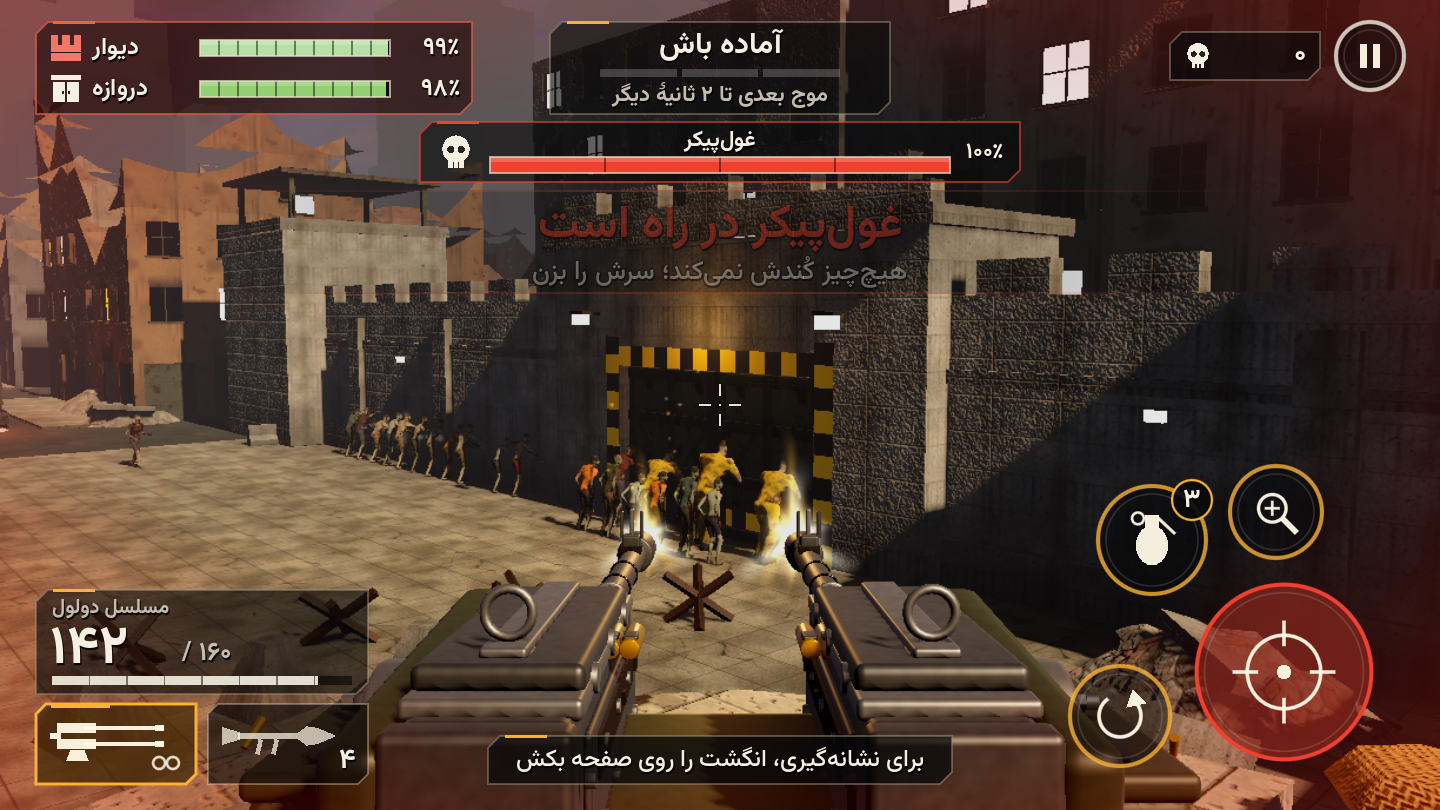 دیوار ۹۹٪
دروازه ۹۸٪
آماده باش
موج بعدی تا ۲ ثانیهٔ دیگر
۰
غول‌پیکر
۱۰۰٪
غول‌پیکر در راه است
هیچ‌چیز کُندش نمی‌کند؛ سرش را بزن
۳
مسلسل دولول
۱۴۲ / ۱۶۰
∞
۴
برای نشانه‌گیری، انگشت را روی صفحه بکش